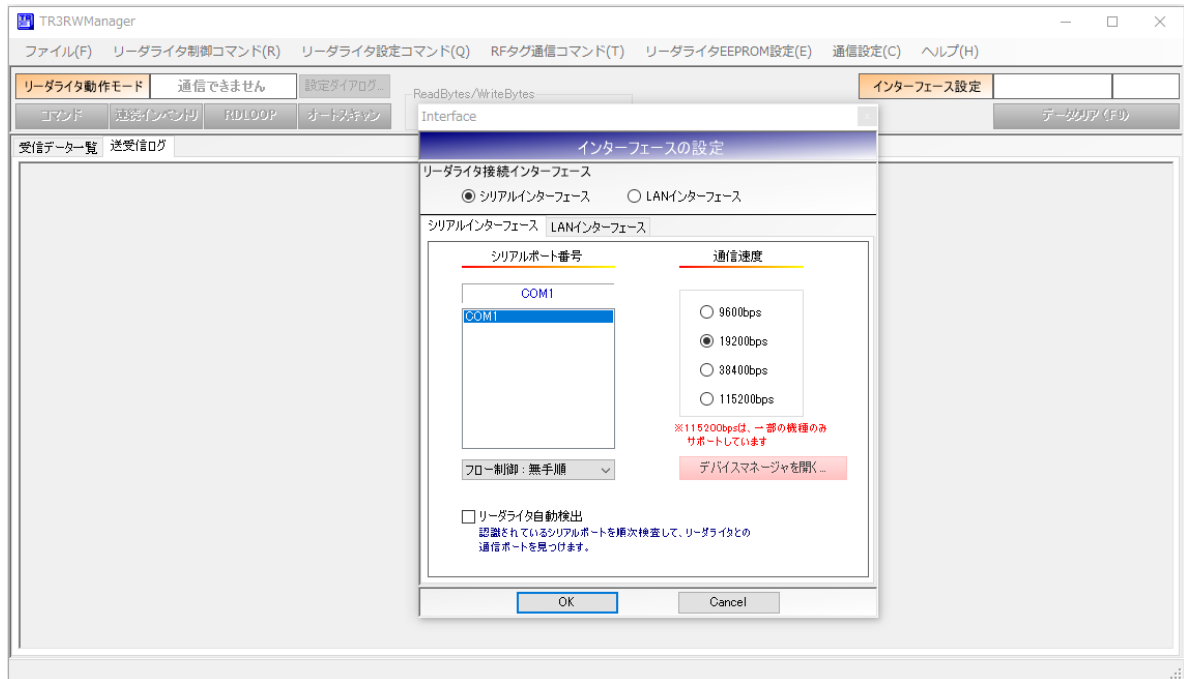 TR3RWManager
ファイル(F) リーダライタ制御コマンド(R) リーダライタ設定コマンド(Q) RFタグ通信コマンド(T) リーダライタEEPROM設定(E) 通信設定(C) ヘルプ(H)
リーダライタ動作モード 通信できません 設定ダイアログ... インターフェース設定
ReadBytes/WriteBytes
コマンド 連続インベントリ RDLOOP オートスキャン データクリア (F9)
受信データ一覧 送受信ログ
Interface
インターフェースの設定
リーダライタ接続インターフェース
シリアルインターフェース LANインターフェース
シリアルインターフェース LANインターフェース
シリアルポート番号 通信速度
COM1
COM1
9600bps
19200bps
38400bps
115200bps
※115200bpsは、一部の機種のみ
サポートしています
フロー制御 : 無手順 デバイスマネージャを開く...
リーダライタ自動検出
認識されているシリアルポートを順次検査して、リーダライタとの
通信ポートを見つけます。
OK Cancel